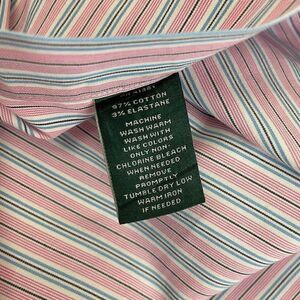 97% COTTON
3% ELASTANE
MACHINE
WASH WARM
WASH WITH
LIKE COLORS
ONLY NON-
CHLORINE BLEACH
WHEN NEEDED
REMOVE
PROMPTLY
TUMBLE DRY LOW
WARM IRON
IF NEEDED